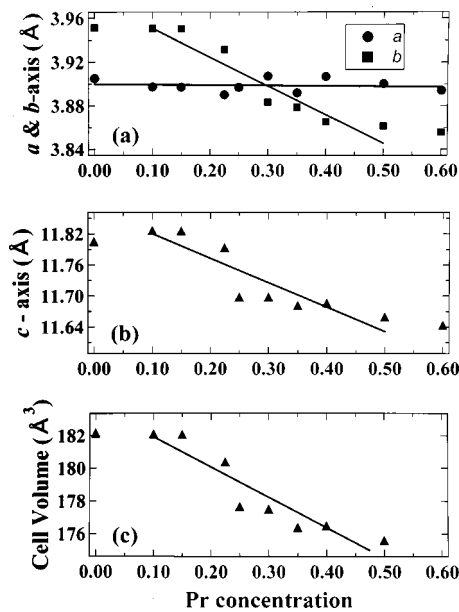 a & b-axis (Å)
3.96
3.92
3.88
3.84
a
b
(a)
0.00 0.10 0.20 0.30 0.40 0.50 0.60
c - axis (Å)
11.82
11.76
11.70
11.64
(b)
0.00 0.10 0.20 0.30 0.40 0.50 0.60
Cell Volume (Å³)
182
180
178
176
(c)
0.00 0.10 0.20 0.30 0.40 0.50 0.60
Pr concentration